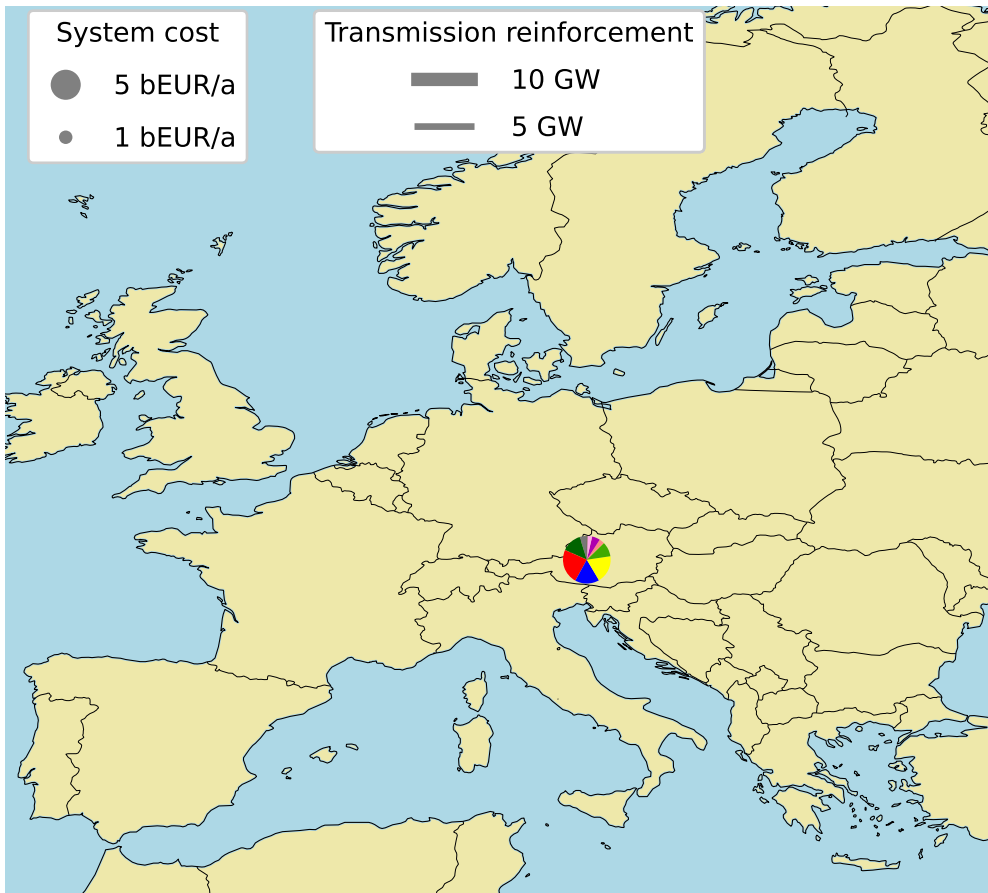 System cost
5 bEUR/a
1 bEUR/a
Transmission reinforcement
10 GW
5 GW